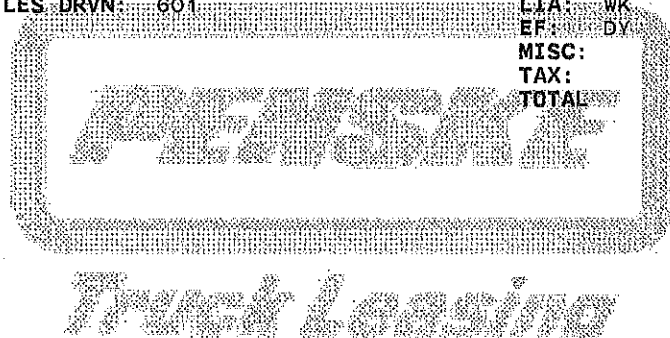 LES DRVN: 601 LIA: WK
EF: DY
MISC:
TAX:
TOTAL
PENSKE
Truck Leasing